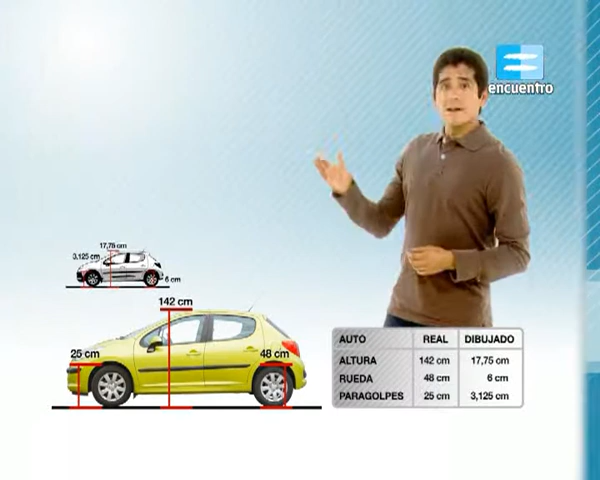 encuentro
17,75 cm
3,125 cm
6 cm
142 cm
25 cm
48 cm
AUTO REAL DIBUJADO
ALTURA 142 cm 17,75 cm
RUEDA 48 cm 6 cm
PARAGOLPES 25 cm 3,125 cm